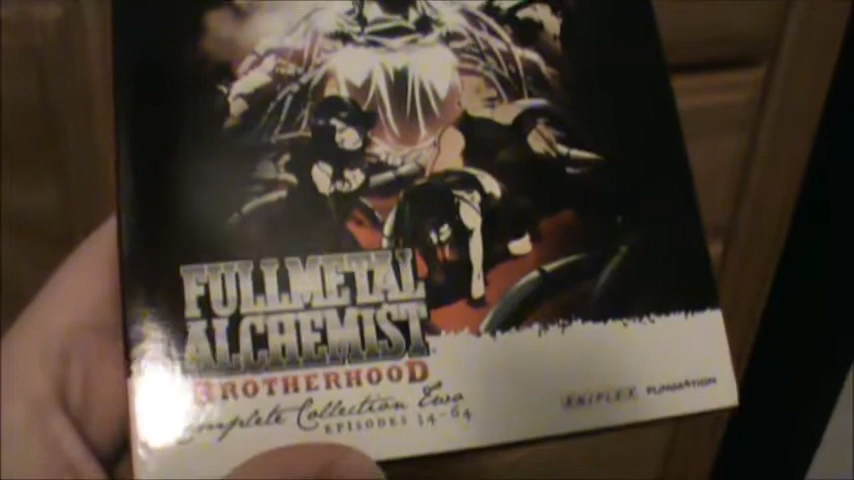 FULLMETAL
ALCHEMIST
BROTHERHOOD
Complete Collection Two
EPISODES 34-64
ANIPLEX FUNIMATION